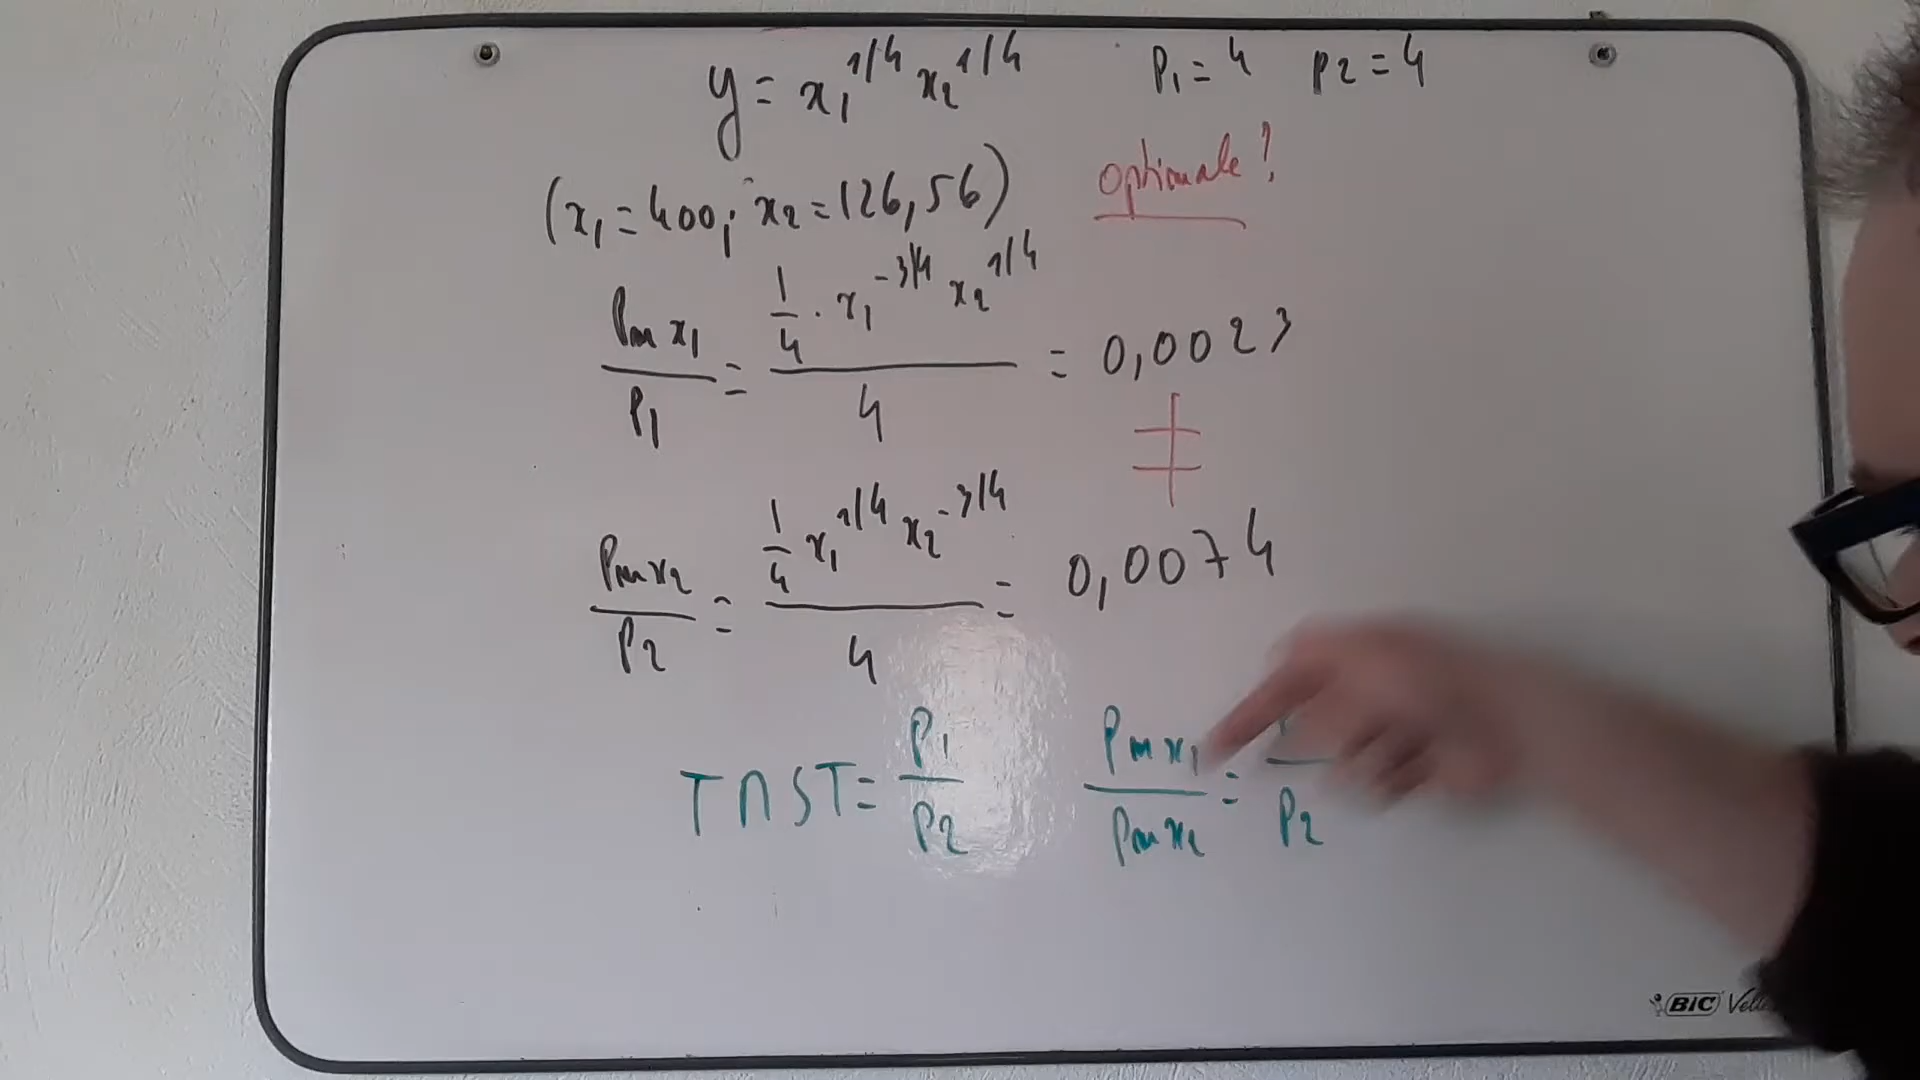 y = x₁^1/4 x₂^1/4 P₁ = 4 P2 = 4
(x₁ = 400; x₂ = 126,56) optimale ?
Pm x₁ / P₁ = 1/4 . x₁^-3/4 x₂^1/4 / 4 = 0,0023
≠
Pm x₂ / P2 = 1/4 x₁^1/4 x₂^-3/4 / 4 = 0,0074
TMST = P₁ / P2 Pm x₁ / Pm x₂ = / P2
BIC